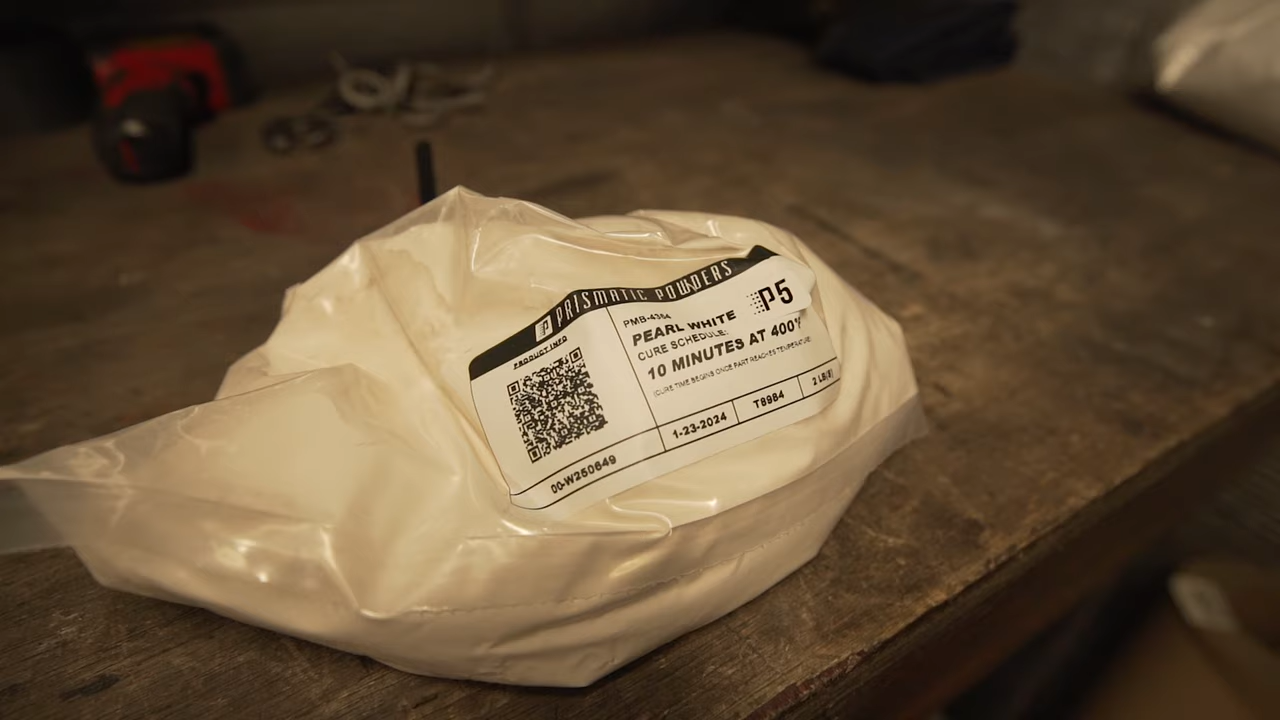 PRISMATIC POWDERS
P5
PRODUCT INFO
PMB-4364
PEARL WHITE
CURE SCHEDULE:
10 MINUTES AT 400°F
(CURE TIME BEGINS ONCE PART REACHES TEMPERATURE)
00-W250649
1-23-2024
T8984
2 LB(S)